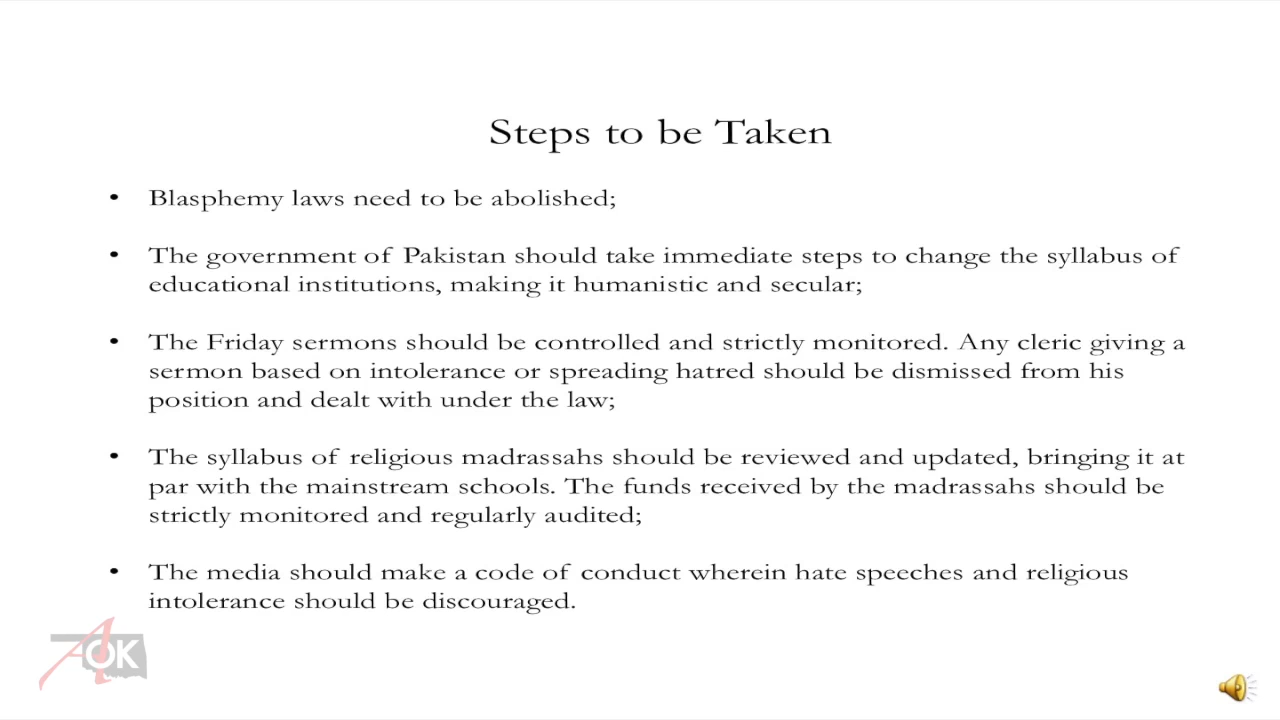 Steps to be Taken
• Blasphemy laws need to be abolished;
• The government of Pakistan should take immediate steps to change the syllabus of
educational institutions, making it humanistic and secular;
• The Friday sermons should be controlled and strictly monitored. Any cleric giving a
sermon based on intolerance or spreading hatred should be dismissed from his
position and dealt with under the law;
• The syllabus of religious madrassahs should be reviewed and updated, bringing it at
par with the mainstream schools. The funds received by the madrassahs should be
strictly monitored and regularly audited;
• The media should make a code of conduct wherein hate speeches and religious
intolerance should be discouraged.
AOK